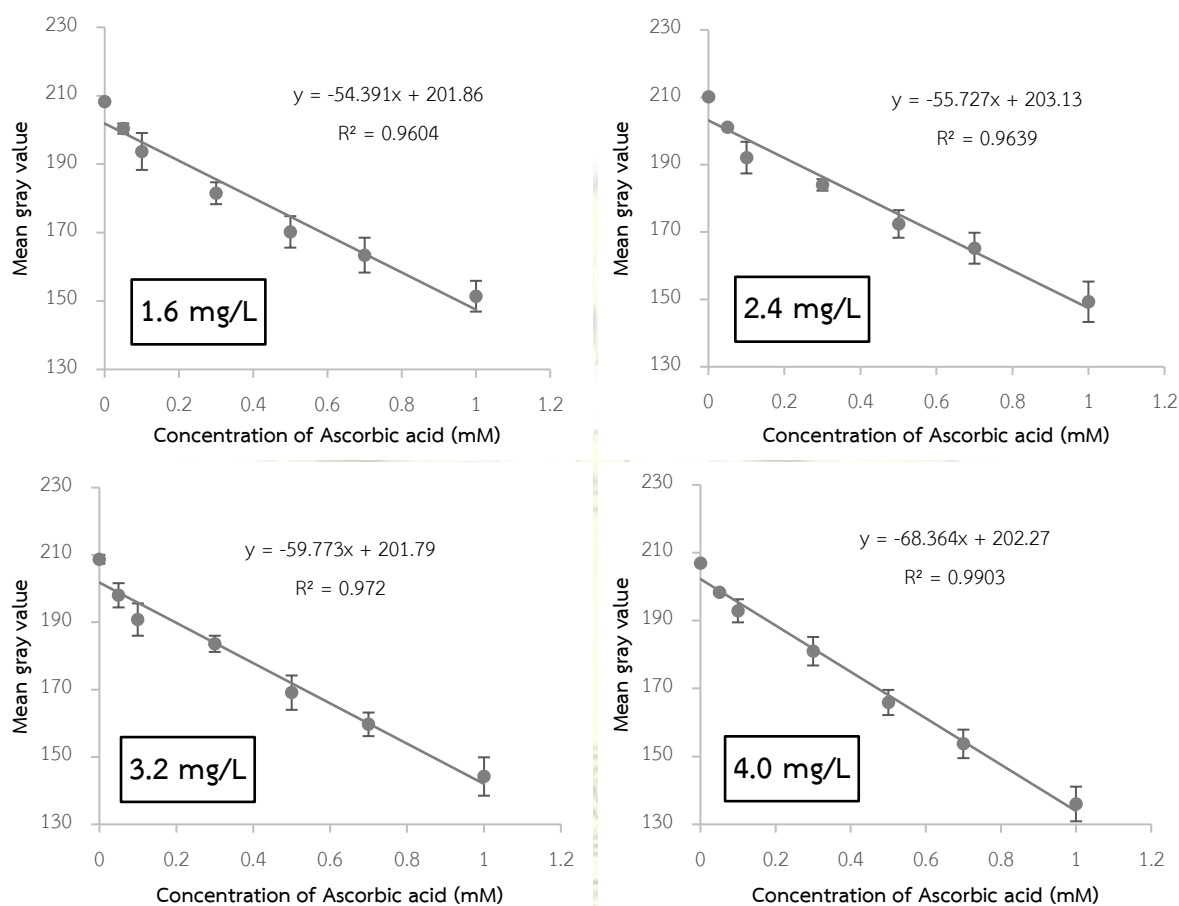 230
210
190
170
150
130
Mean gray value
y = -54.391x + 201.86
R² = 0.9604
1.6 mg/L
0 0.2 0.4 0.6 0.8 1 1.2
Concentration of Ascorbic acid (mM)
230
210
190
170
150
130
Mean gray value
y = -55.727x + 203.13
R² = 0.9639
2.4 mg/L
0 0.2 0.4 0.6 0.8 1 1.2
Concentration of Ascorbic acid (mM)
230
210
190
170
150
130
Mean gray value
y = -59.773x + 201.79
R² = 0.972
3.2 mg/L
0 0.2 0.4 0.6 0.8 1 1.2
Concentration of Ascorbic acid (mM)
230
210
190
170
150
130
Mean gray value
y = -68.364x + 202.27
R² = 0.9903
4.0 mg/L
0 0.2 0.4 0.6 0.8 1 1.2
Concentration of Ascorbic acid (mM)